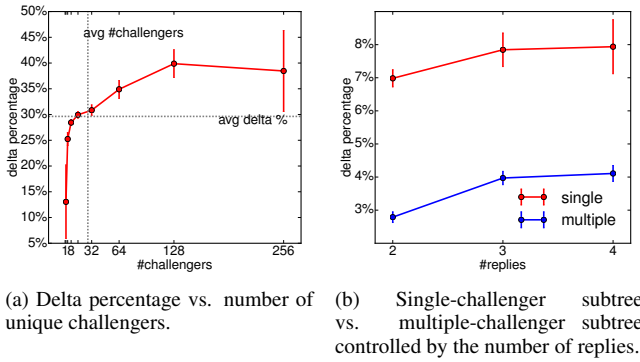 50%
45%
40%
35%
30%
25%
20%
15%
10%
5%
delta percentage
avg #challengers
avg delta %
18 32 64 128 256
#challengers
8%
7%
6%
5%
4%
3%
delta percentage
single
multiple
2 3 4
#replies
(a) Delta percentage vs. number of
unique challengers.
(b) Single-challenger subtree
vs. multiple-challenger subtree
controlled by the number of replies.